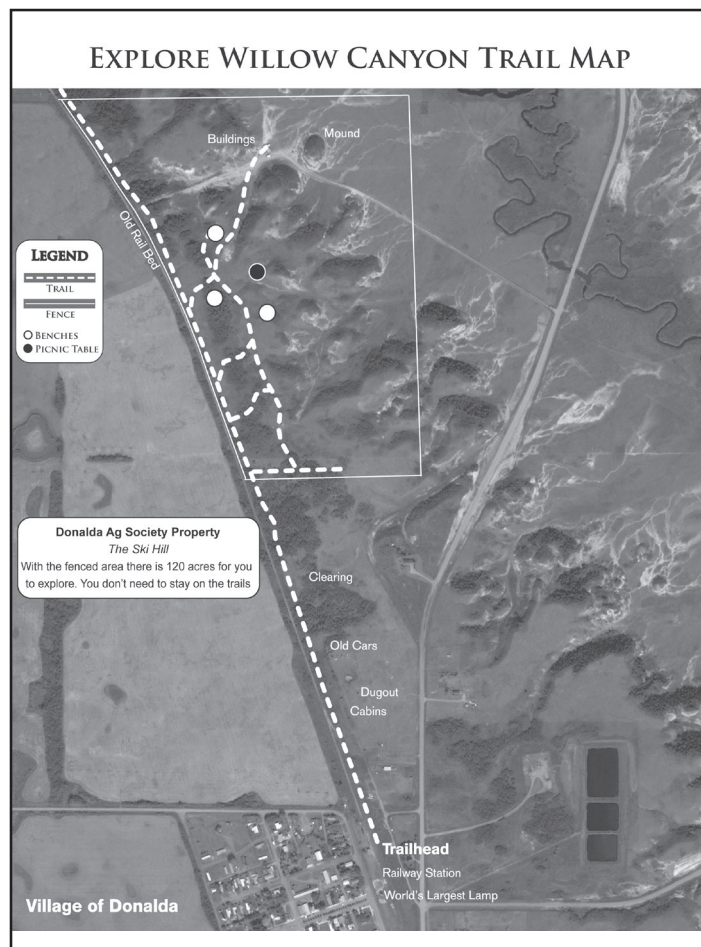 EXPLORE WILLOW CANYON TRAIL MAP
Buildings
Mound
Old Rail Bed
LEGEND
TRAIL
FENCE
BENCHES
PICNIC TABLE
Donalda Ag Society Property
The Ski Hill
With the fenced area there is 120 acres for you
to explore. You don't need to stay on the trails
Clearing
Old Cars
Dugout
Cabins
Trailhead
Railway Station
World's Largest Lamp
Village of Donalda